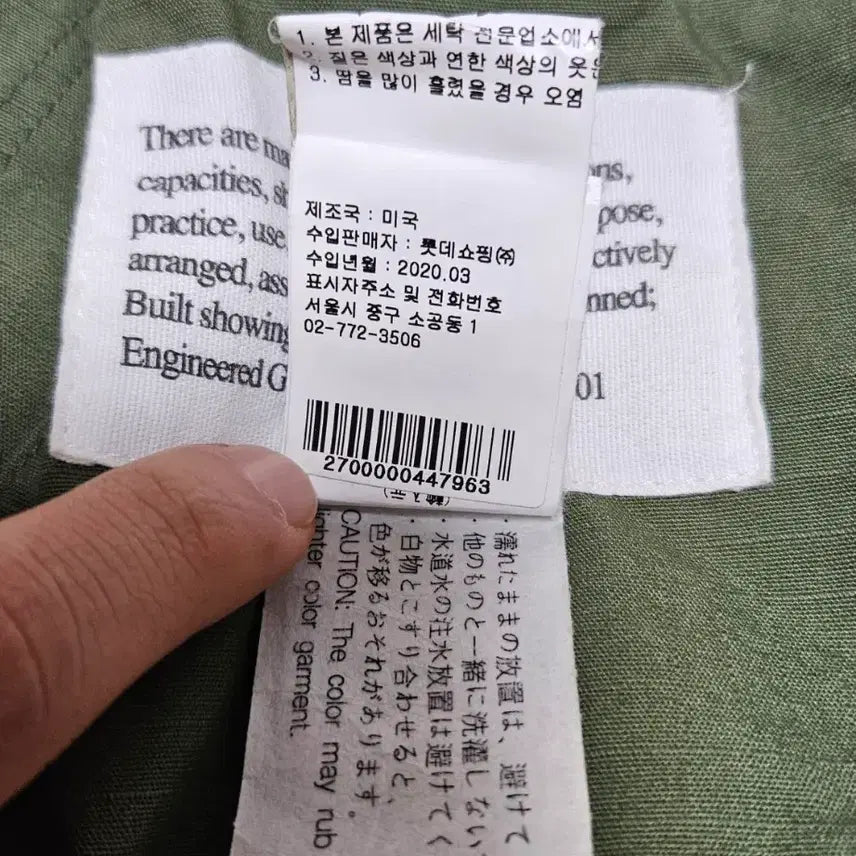 1. 본 제품은 세탁 전문업소에서
2. 짙은 색상과 연한 색상의 옷은
3. 땀을 많이 흘렸을 경우 오염
제조국 : 미국
수입판매자 : 롯데쇼핑㈜
수입년월 : 2020.03
표시자주소 및 전화번호
서울시 중구 소공동 1
02-772-3506
2700000447963
There are ma
capacities, s
practice, use
arranged, ass
Built showing
Engineered G
ns,
pose,
ctively
nned;
01
・濡れたままの放置は、避けて
・他のものと一緒に洗濯しない
・水道水の注水放置は避けてく
・白物とこすり合わせると、
色が移るおそれがあります。
CAUTION: The color may rub
lighter color garment.